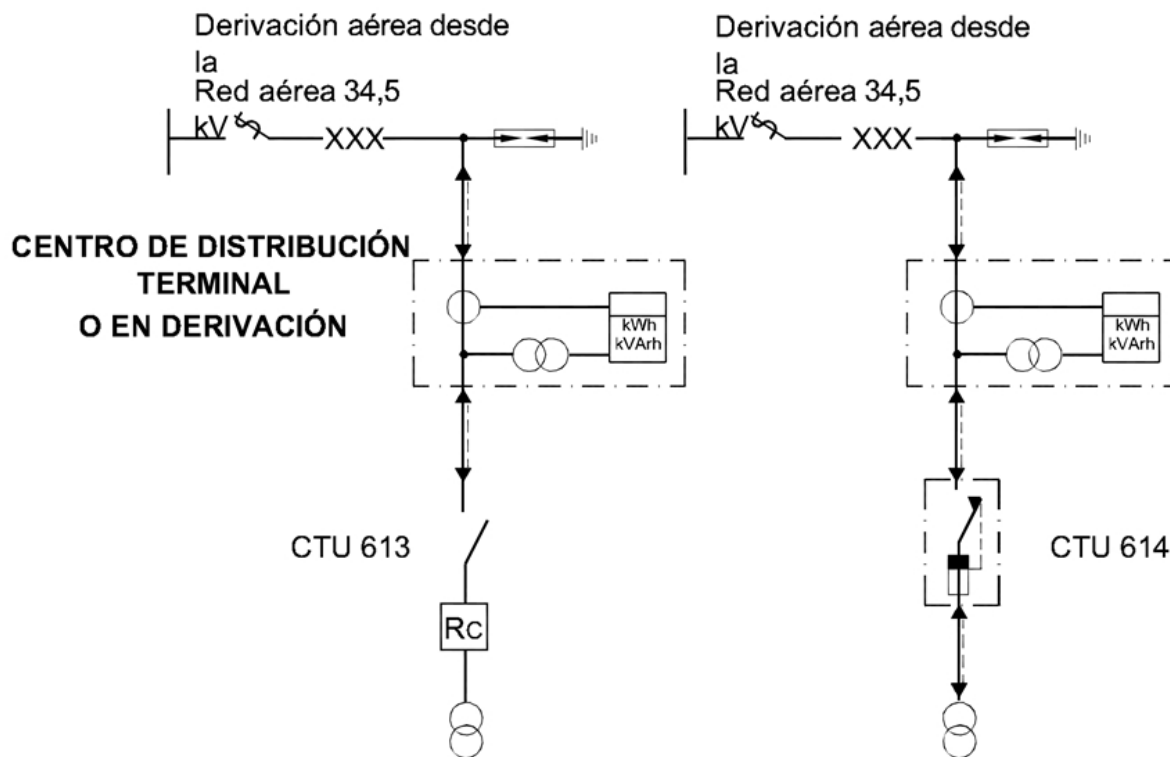 Derivación aérea desde
la
Red aérea 34,5
kV
XXX
Derivación aérea desde
la
Red aérea 34,5
kV
XXX
CENTRO DE DISTRIBUCIÓN
TERMINAL
O EN DERIVACIÓN
kWh
kVArh
kWh
kVArh
CTU 613
Rc
CTU 614